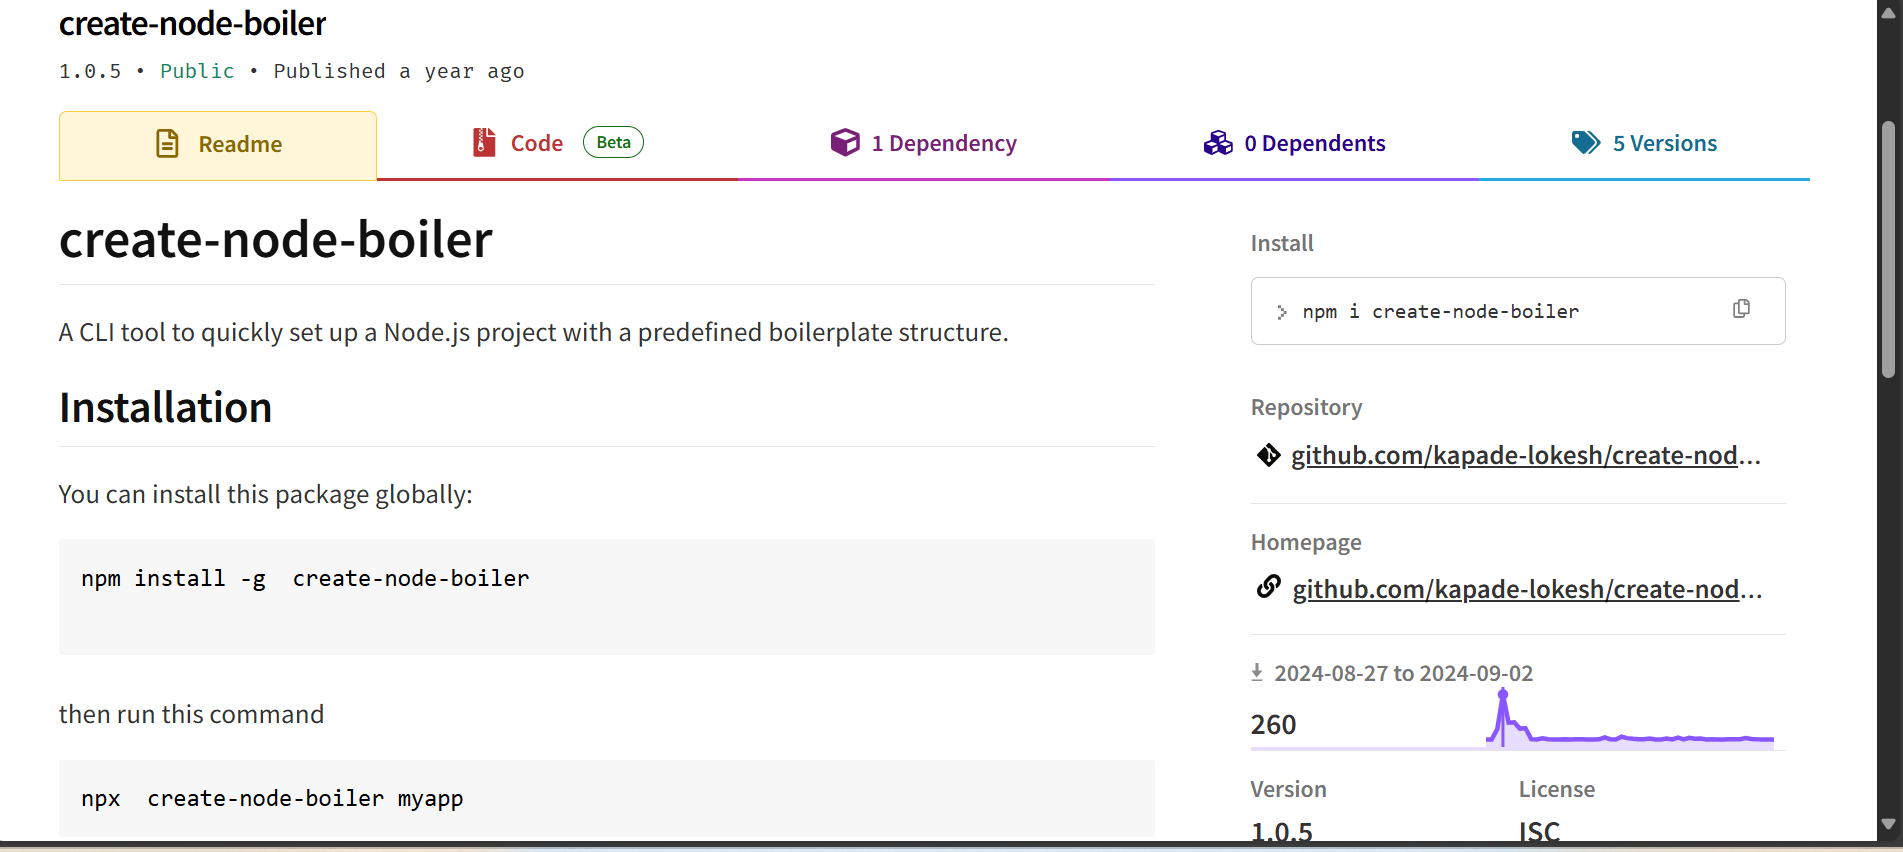 create-node-boiler
1.0.5 • Public • Published a year ago
Readme
Code Beta
1 Dependency
0 Dependents
5 Versions
create-node-boiler
A CLI tool to quickly set up a Node.js project with a predefined boilerplate structure.
Installation
You can install this package globally:
npm install -g  create-node-boiler
then run this command
npx  create-node-boiler myapp
Install
npm i create-node-boiler
Repository
github.com/kapade-lokesh/create-nod...
Homepage
github.com/kapade-lokesh/create-nod...
2024-08-27 to 2024-09-02
260
Version
1.0.5
License
ISC